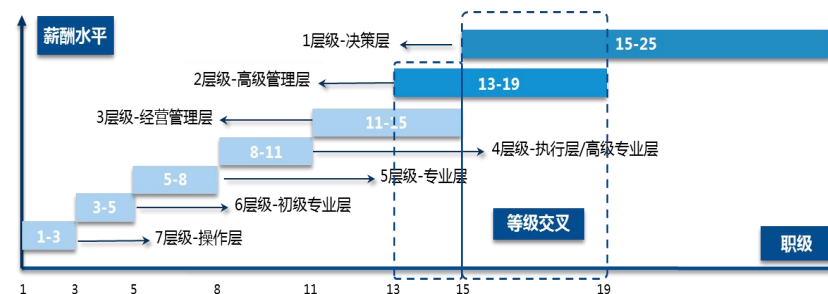 薪酬水平
1层级-决策层
15-25
2层级-高级管理层
13-19
3层级-经营管理层
11-15
8-11
4层级-执行层/高级专业层
5-8
5层级-专业层
3-5
6层级-初级专业层
等级交叉
1-3
7层级-操作层
职级
1 3 5 8 11 13 15 19